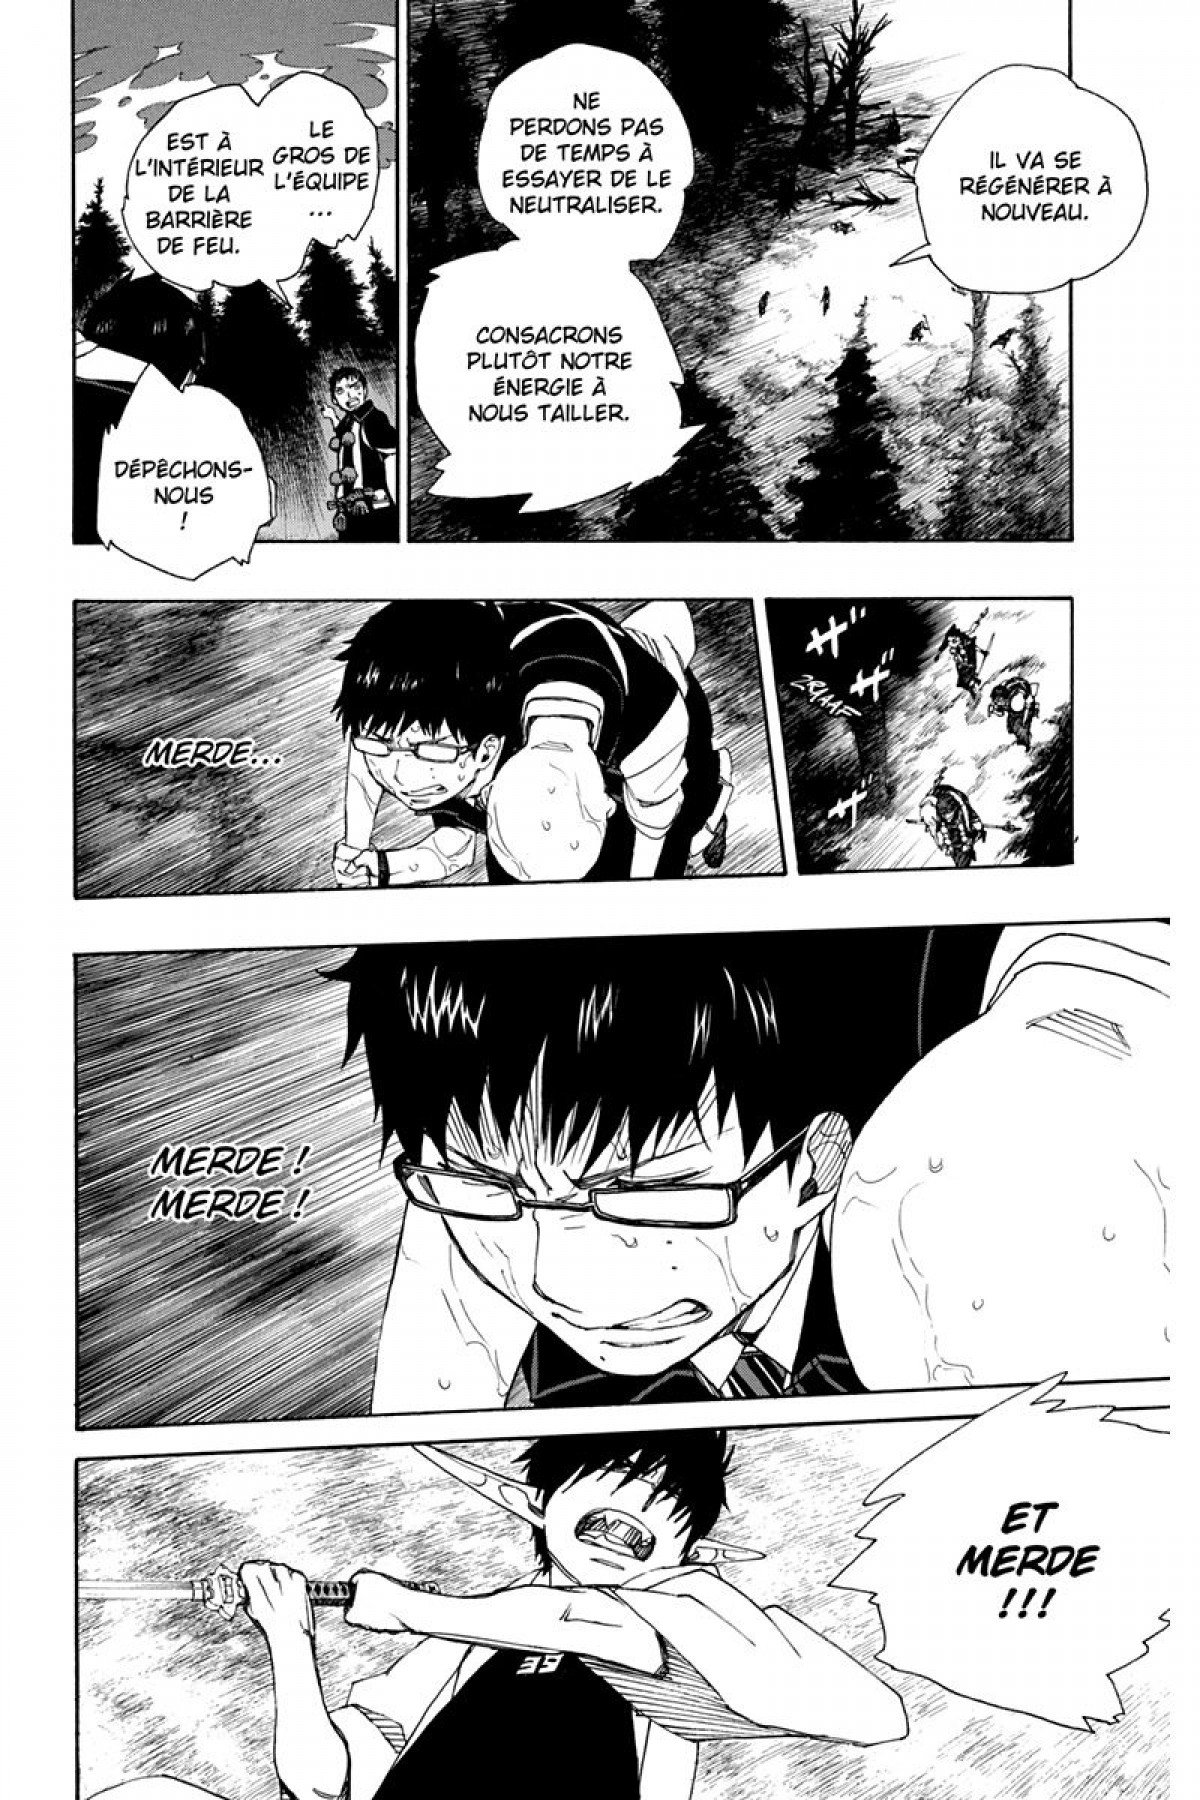 IL VA SE
RÉGÉNÉRER À
NOUVEAU.
NE
PERDONS PAS
DE TEMPS À
ESSAYER DE LE
NEUTRALISER.
CONSACRONS
PLUTÔT NOTRE
ÉNERGIE À
NOUS TAILLER.
LE
GROS DE
L'ÉQUIPE
...
EST À
L'INTÉRIEUR
DE LA
BARRIÈRE
DE FEU.
DÉPÊCHONS-
NOUS
!
ザザ
ザ
MERDE...
MERDE !
MERDE !
ET
MERDE
!!!
39